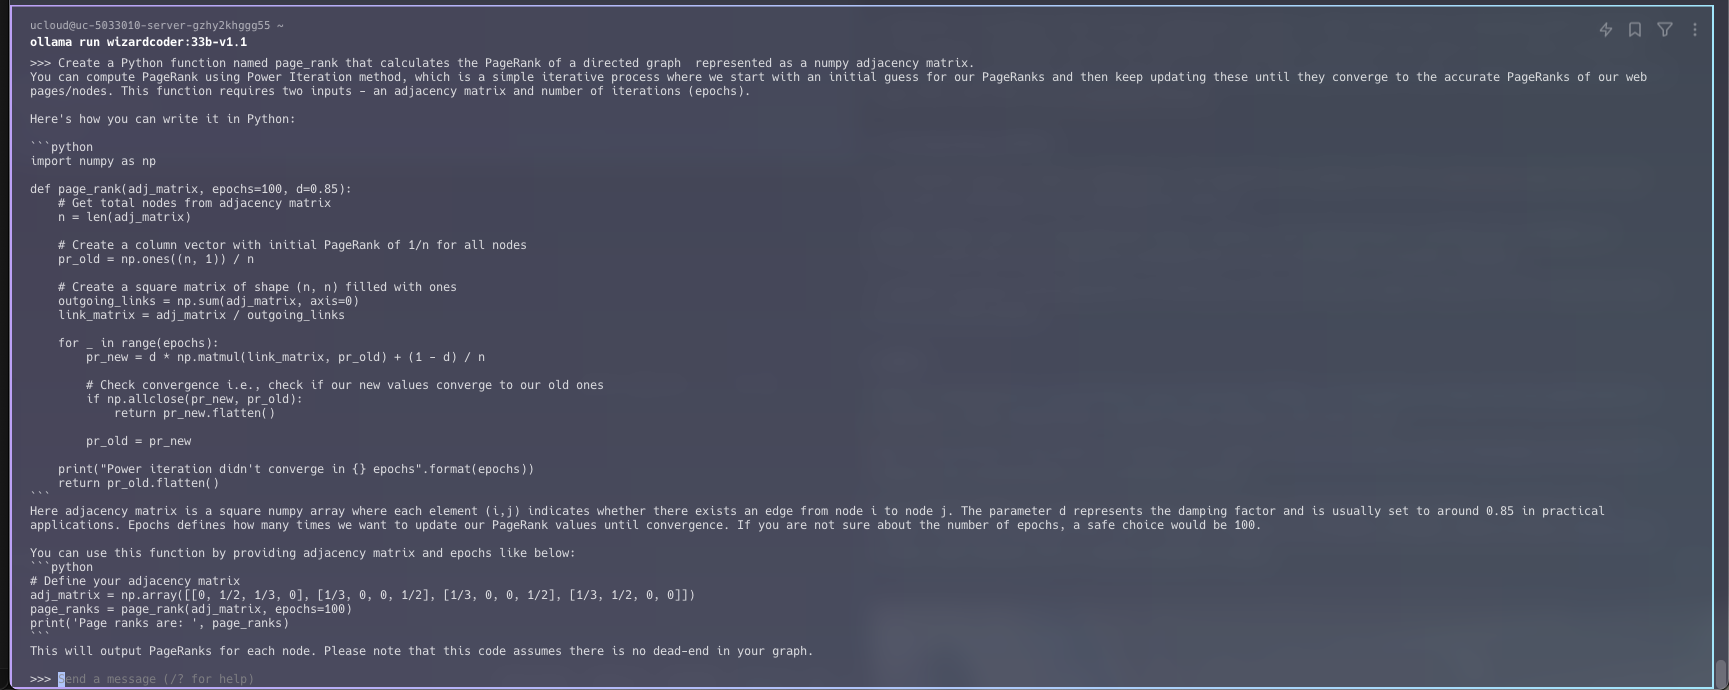 ucloud@uc-5033010-server-gzhy2khggg55 ~
ollama run wizardcoder:33b-v1.1
>>> Create a Python function named page_rank that calculates the PageRank of a directed graph  represented as a numpy adjacency matrix.
You can compute PageRank using Power Iteration method, which is a simple iterative process where we start with an initial guess for our PageRanks and then keep updating these until they converge to the accurate PageRanks of our web
pages/nodes. This function requires two inputs - an adjacency matrix and number of iterations (epochs).

Here's how you can write it in Python:

```python
import numpy as np

def page_rank(adj_matrix, epochs=100, d=0.85):
    # Get total nodes from adjacency matrix
    n = len(adj_matrix)

    # Create a column vector with initial PageRank of 1/n for all nodes
    pr_old = np.ones((n, 1)) / n

    # Create a square matrix of shape (n, n) filled with ones
    outgoing_links = np.sum(adj_matrix, axis=0)
    link_matrix = adj_matrix / outgoing_links

    for _ in range(epochs):
        pr_new = d * np.matmul(link_matrix, pr_old) + (1 - d) / n

        # Check convergence i.e., check if our new values converge to our old ones
        if np.allclose(pr_new, pr_old):
            return pr_new.flatten()

        pr_old = pr_new

    print("Power iteration didn't converge in {} epochs".format(epochs))
    return pr_old.flatten()
```
Here adjacency matrix is a square numpy array where each element (i,j) indicates whether there exists an edge from node i to node j. The parameter d represents the damping factor and is usually set to around 0.85 in practical
applications. Epochs defines how many times we want to update our PageRank values until convergence. If you are not sure about the number of epochs, a safe choice would be 100.

You can use this function by providing adjacency matrix and epochs like below:
```python
# Define your adjacency matrix
adj_matrix = np.array([[0, 1/2, 1/3, 0], [1/3, 0, 0, 1/2], [1/3, 0, 0, 1/2], [1/3, 1/2, 0, 0]])
page_ranks = page_rank(adj_matrix, epochs=100)
print('Page ranks are: ', page_ranks)
```
This will output PageRanks for each node. Please note that this code assumes there is no dead-end in your graph.

>>> Send a message (/? for help)